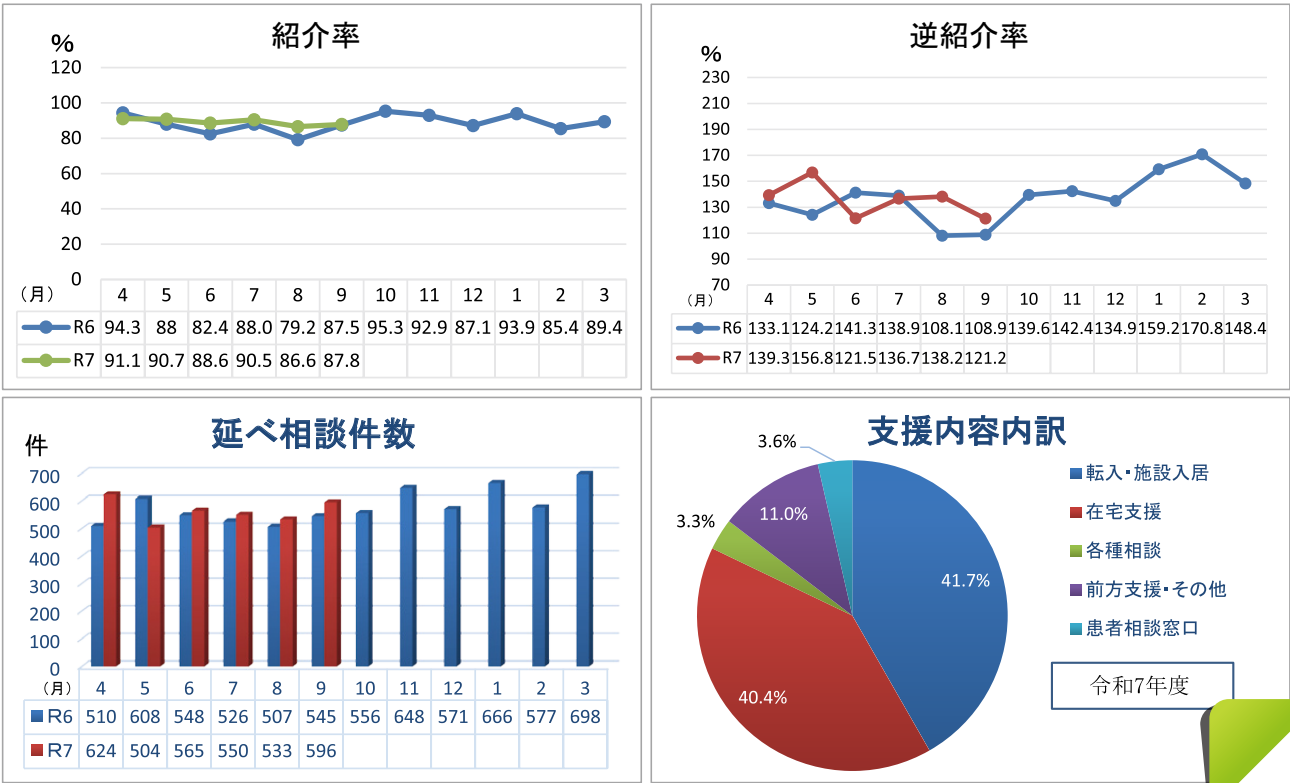 紹介率
%
120
100
80
60
40
20
0
(月) 4 5 6 7 8 9 10 11 12 1 2 3
R6 94.3 88 82.4 88.0 79.2 87.5 95.3 92.9 87.1 93.9 85.4 89.4
R7 91.1 90.7 88.6 90.5 86.6 87.8
逆紹介率
%
230
210
190
170
150
130
110
90
70
(月) 4 5 6 7 8 9 10 11 12 1 2 3
R6 133.1 124.2 141.3 138.9 108.1 108.9 139.6 142.4 134.9 159.2 170.8 148.4
R7 139.3 156.8 121.5 136.7 138.2 121.2
延べ相談件数
件
700
600
500
400
300
200
100
0
(月) 4 5 6 7 8 9 10 11 12 1 2 3
R6 510 608 548 526 507 545 556 648 571 666 577 698
R7 624 504 565 550 533 596
支援内容内訳
3.6%
11.0%
3.3%
41.7%
40.4%
転入・施設入居
在宅支援
各種相談
前方支援・その他
患者相談窓口
令和7年度